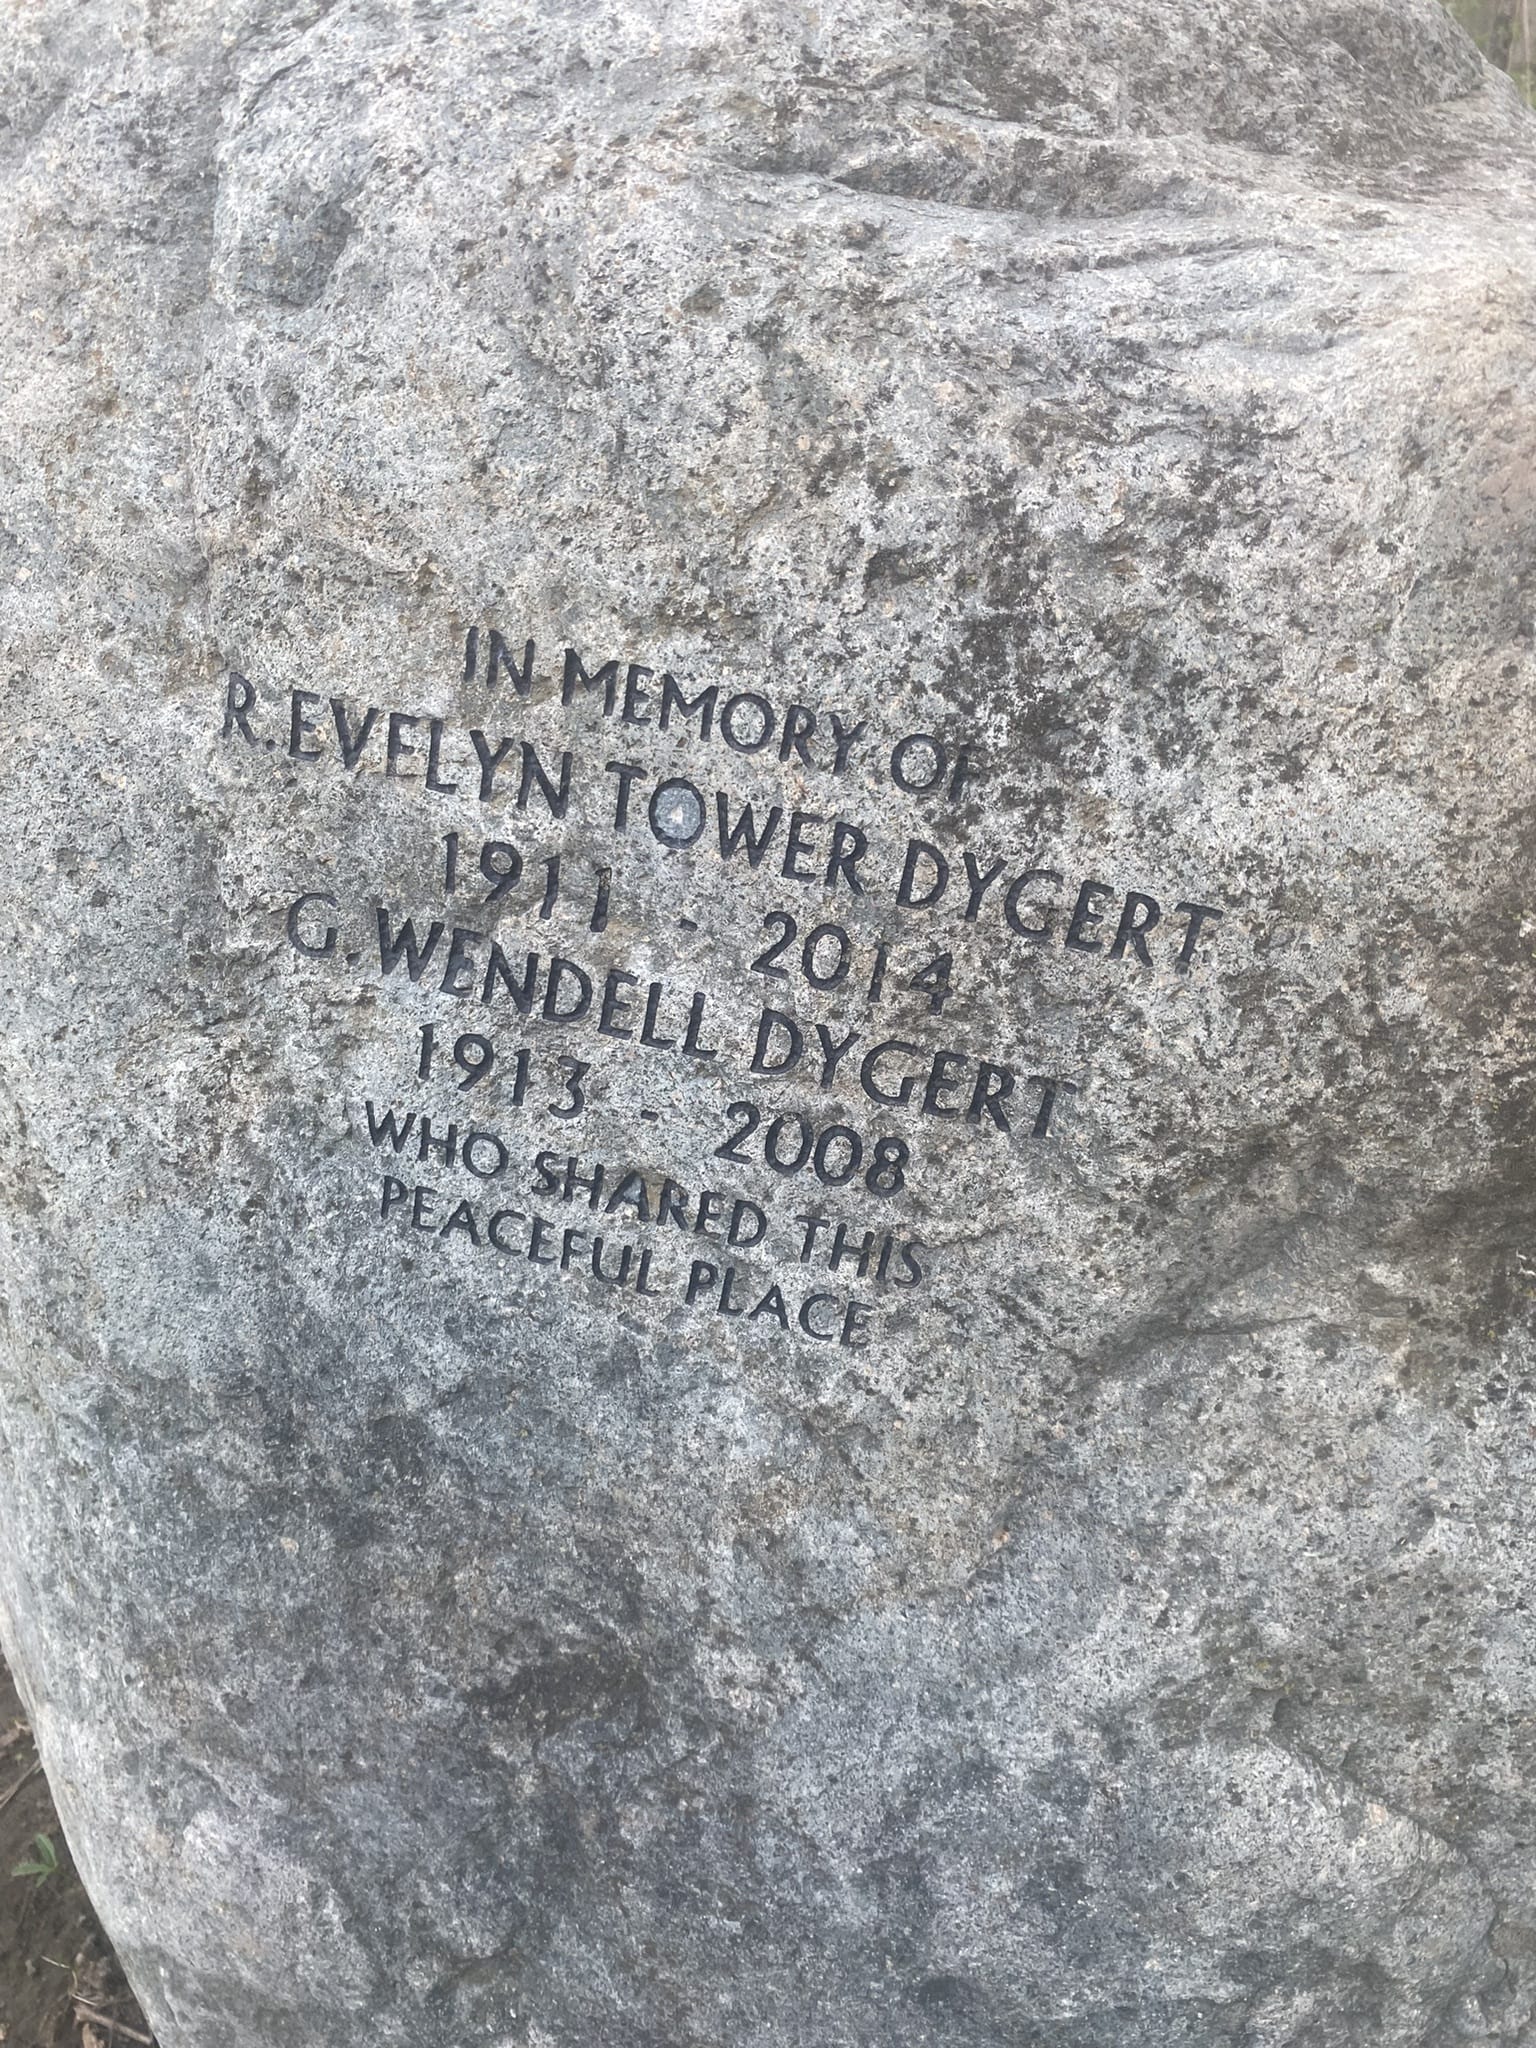 IN MEMORY OF
R. EVELYN TOWER DYGERT
1911 - 2014
G. WENDELL DYGERT
1913 - 2008
WHO SHARED THIS
PEACEFUL PLACE